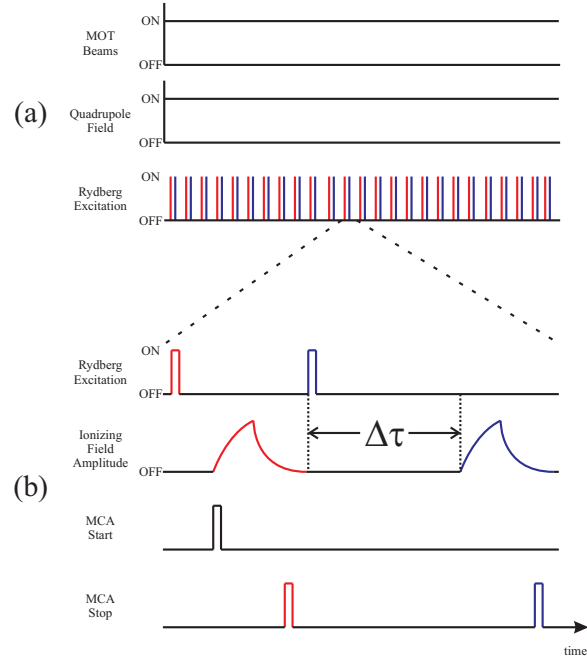 ON
MOT
Beams
OFF
(a)
ON
Quadrupole
Field
OFF
ON
Rydberg
Excitation
OFF
ON
Rydberg
Excitation
OFF
Ionizing
Field
Amplitude
OFF
Δτ
(b)
MCA
Start
MCA
Stop
time